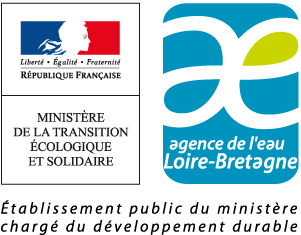 Liberté • Égalité • Fraternité
RÉPUBLIQUE FRANÇAISE
MINISTÈRE
DE LA TRANSITION
ÉCOLOGIQUE
ET SOLIDAIRE
æ
agence de l'eau
Loire-Bretagne
Établissement public du ministère
chargé du développement durable